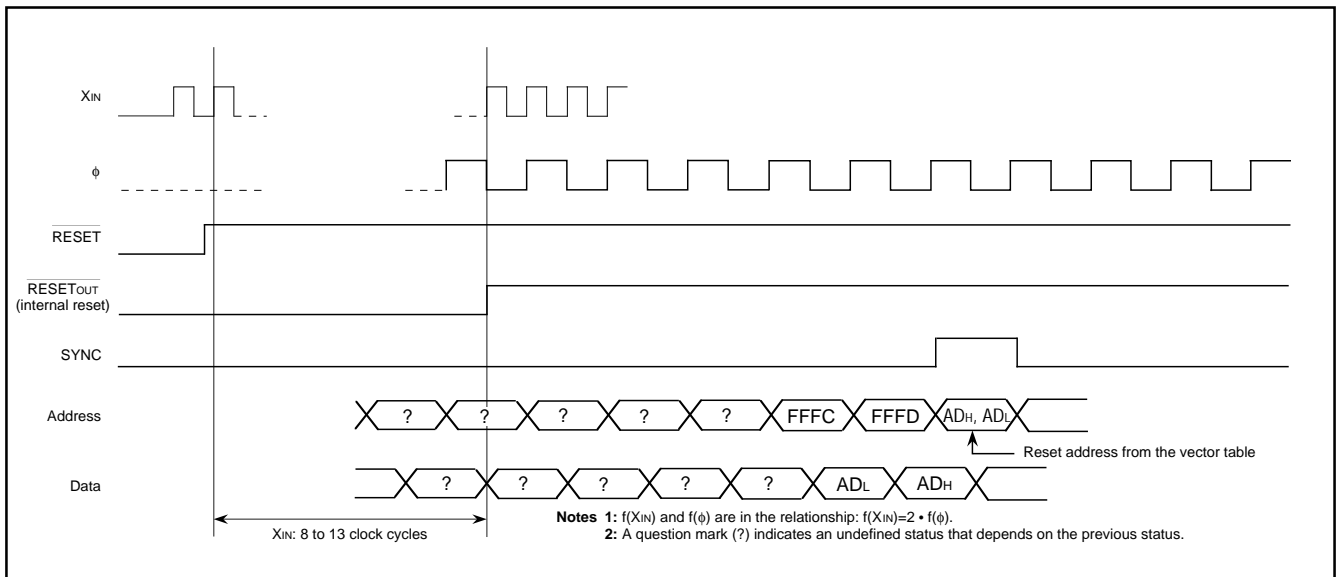 XIN
ϕ
RESET
RESETOUT
(internal reset)
SYNC
Address
? ? ? ? ? FFFC FFFD ADH, ADL
Reset address from the vector table
Data
? ? ? ? ? ADL ADH
XIN: 8 to 13 clock cycles
Notes 1: f(XIN) and f(ϕ) are in the relationship: f(XIN)=2 • f(ϕ).
2: A question mark (?) indicates an undefined status that depends on the previous status.